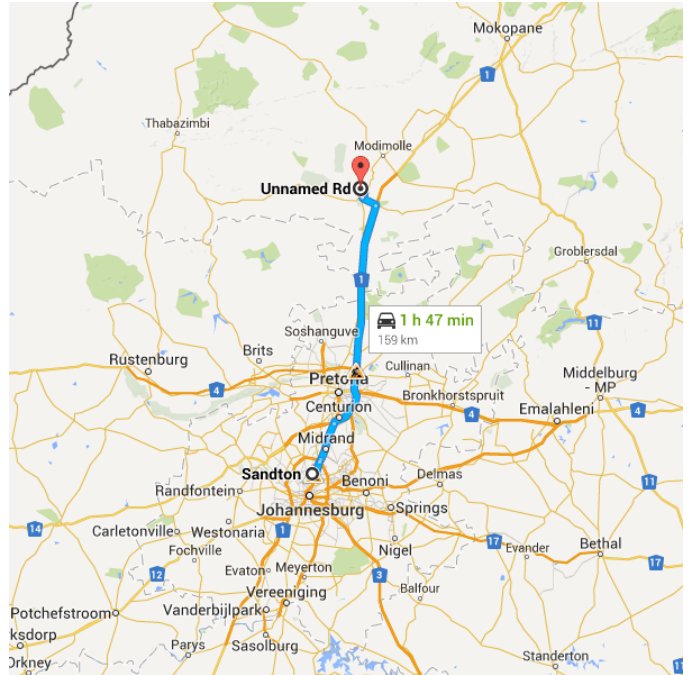 Mokopane
1
Thabazimbi
Modimolle
Unnamed Rd
Groblersdal
1
1 h 47 min
159 km
11
Soshanguve
Brits
Rustenburg
Cullinan
Middelburg
- MP
Pretoria
4
Bronkhorstspruit
4
Emalahleni
11
Centurion
Midrand
Sandton
Delmas
Randfontein
Benoni
Johannesburg
Springs
14
Carletonville
Westonaria
1
17
Nigel
Evander
Bethal
Fochville
17
12
Evaton
Meyerton
3
Balfour
Vereeniging
Potchefstroom
Vanderbijlpark
ksdorp
Parys
Sasolburg
Standerton
Orkney
11